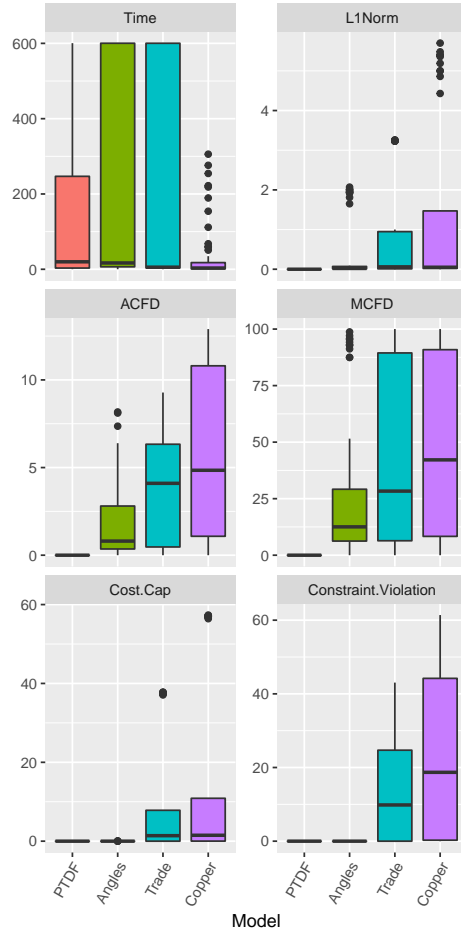 Time
L1Norm
600
400
200
0
4
2
0
ACFD
MCFD
10
5
0
100
75
50
25
0
Cost.Cap
Constraint.Violation
60
40
20
0
60
40
20
0
PTDF
Angles
Trade
Copper
PTDF
Angles
Trade
Copper
Model